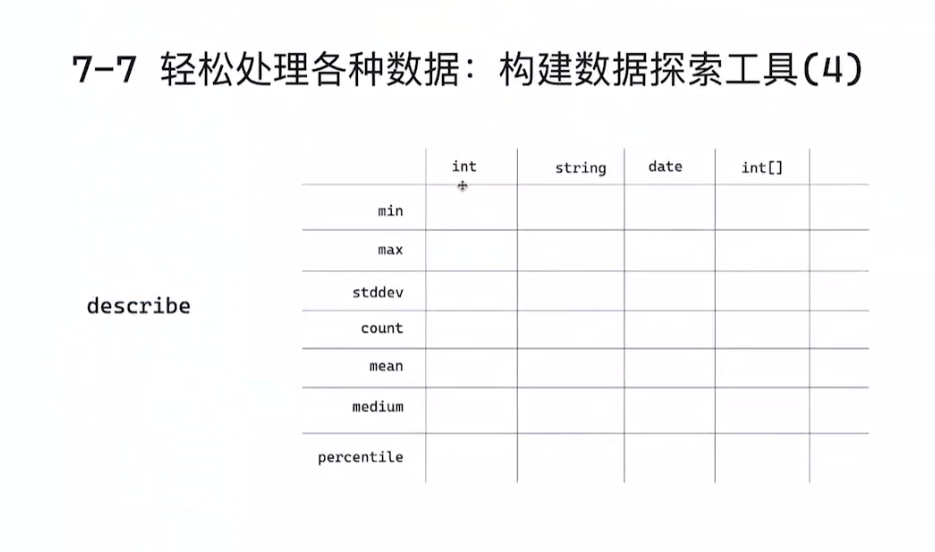 7-7 轻松处理各种数据：构建数据探索工具(4)
int string date int[]
min
max
stddev
describe
count
mean
medium
percentile